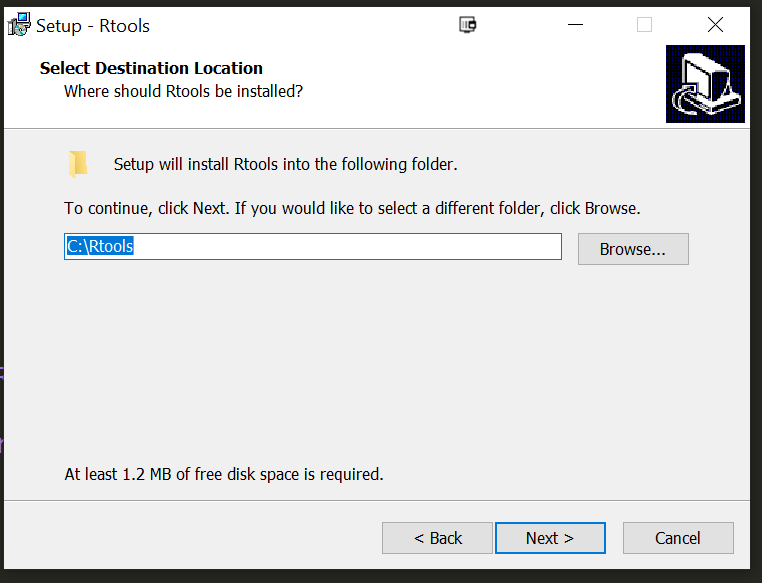 Setup - Rtools
Select Destination Location
Where should Rtools be installed?
Setup will install Rtools into the following folder.
To continue, click Next. If you would like to select a different folder, click Browse.
C:\Rtools
Browse...
At least 1.2 MB of free disk space is required.
< Back
Next >
Cancel